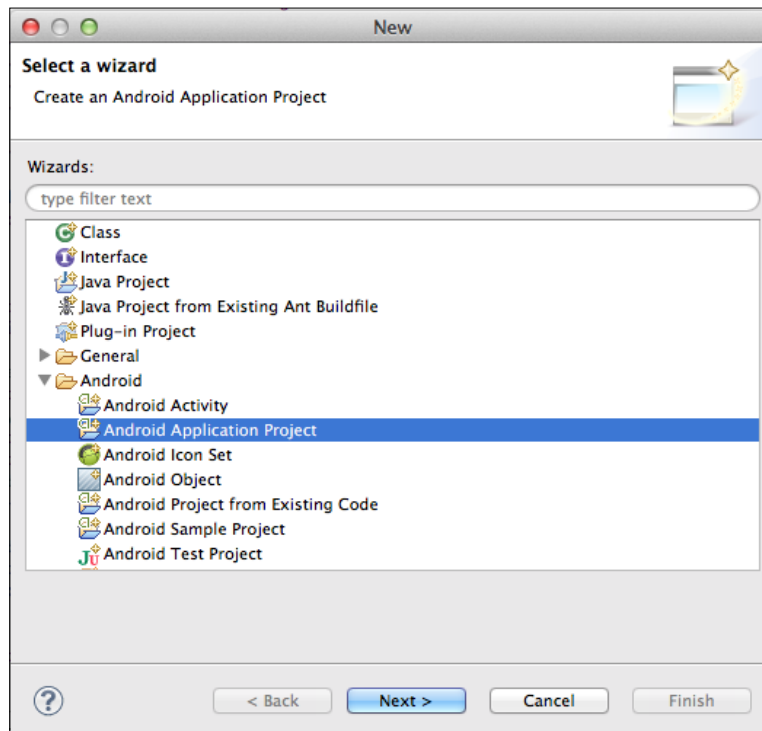 New
Select a wizard
Create an Android Application Project
Wizards:
type filter text
Class
Interface
Java Project
Java Project from Existing Ant Buildfile
Plug-in Project
General
Android
Android Activity
Android Application Project
Android Icon Set
Android Object
Android Project from Existing Code
Android Sample Project
Android Test Project
? < Back Next > Cancel Finish